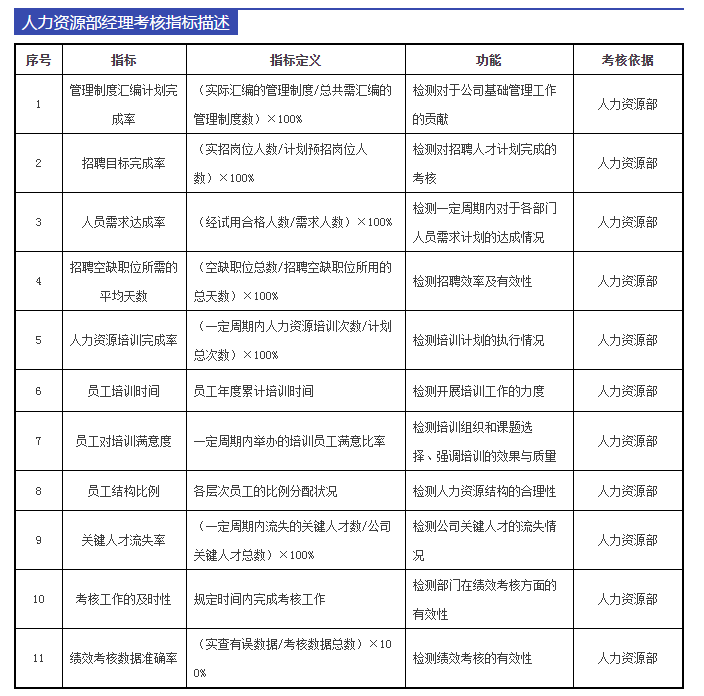 人力资源部经理考核指标描述
序号 指标 指标定义 功能 考核依据
1 管理制度汇编计划完成率 （实际汇编的管理制度/总共需汇编的管理制度数）×100% 检测对于公司基础管理工作的贡献 人力资源部
2 招聘目标完成率 （实招岗位人数/计划预招岗位人数）×100% 检测对招聘人才计划完成的考核 人力资源部
3 人员需求达成率 （经试用合格人数/需求人数）×100% 检测一定周期内对于各部门人员需求计划的达成情况 人力资源部
4 招聘空缺职位所需的平均天数 （空缺职位总数/招聘空缺职位所用的总天数）×100% 检测招聘效率及有效性 人力资源部
5 人力资源培训完成率 （一定周期内人力资源培训次数/计划总次数）×100% 检测培训计划的执行情况 人力资源部
6 员工培训时间 员工年度累计培训时间 检测开展培训工作的力度 人力资源部
7 员工对培训满意度 一定周期内举办的培训员工满意比率 检测培训组织和课题选择、强调培训的效果与质量 人力资源部
8 员工结构比例 各层次员工的比例分配状况 检测人力资源结构的合理性 人力资源部
9 关键人才流失率 （一定周期内流失的关键人才数/公司关键人才总数）×100% 检测公司关键人才的流失情况 人力资源部
10 考核工作的及时性 规定时间内完成考核工作 检测部门在绩效考核方面的有效性 人力资源部
11 绩效考核数据准确率 （实查有误数据/考核数据总数）×100% 检测绩效考核的有效性 人力资源部